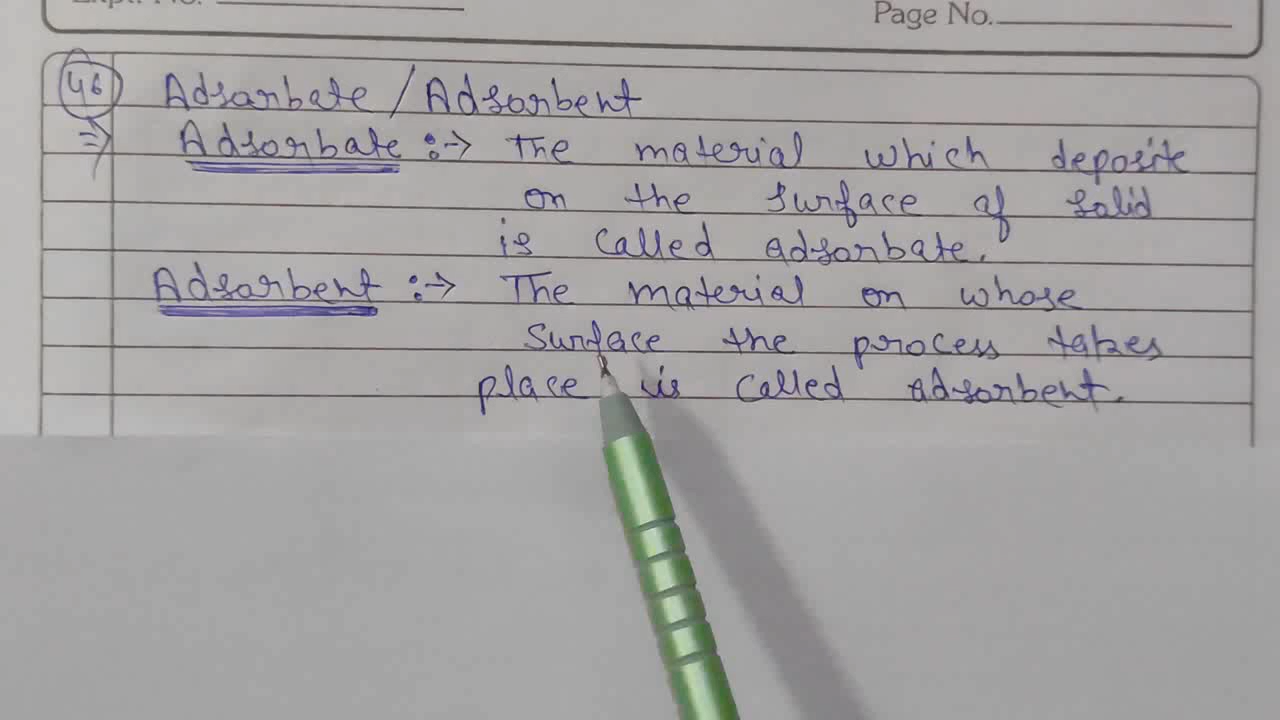 Page No.
46 Adsorbate / Adsorbent
⇒ Adsorbate :→ The material which deposite
on the surface of solid
is called adsorbate.
Adsorbent :→ The material on whose
surface the process takes
place is called adsorbent.